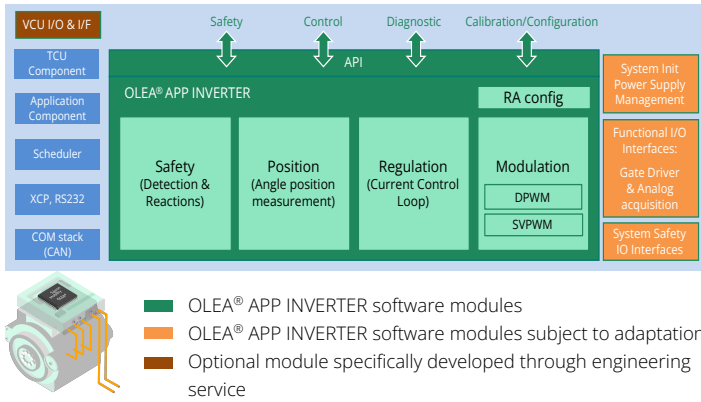 VCU I/O & I/F
Safety
Control
Diagnostic
Calibration/Configuration
TCU
Component
Application
Component
Scheduler
XCP, RS232
COM stack
(CAN)
API
OLEA® APP INVERTER
RA config
Safety
(Detection &
Reactions)
Position
(Angle position
measurement)
Regulation
(Current Control
Loop)
Modulation
DPWM
SVPWM
System Init
Power Supply
Management
Functional I/O
Interfaces:
Gate Driver
& Analog
acquisition
System Safety
IO Interfaces
OLEA® APP INVERTER software modules
OLEA® APP INVERTER software modules subject to adaptation
Optional module specifically developed through engineering
service